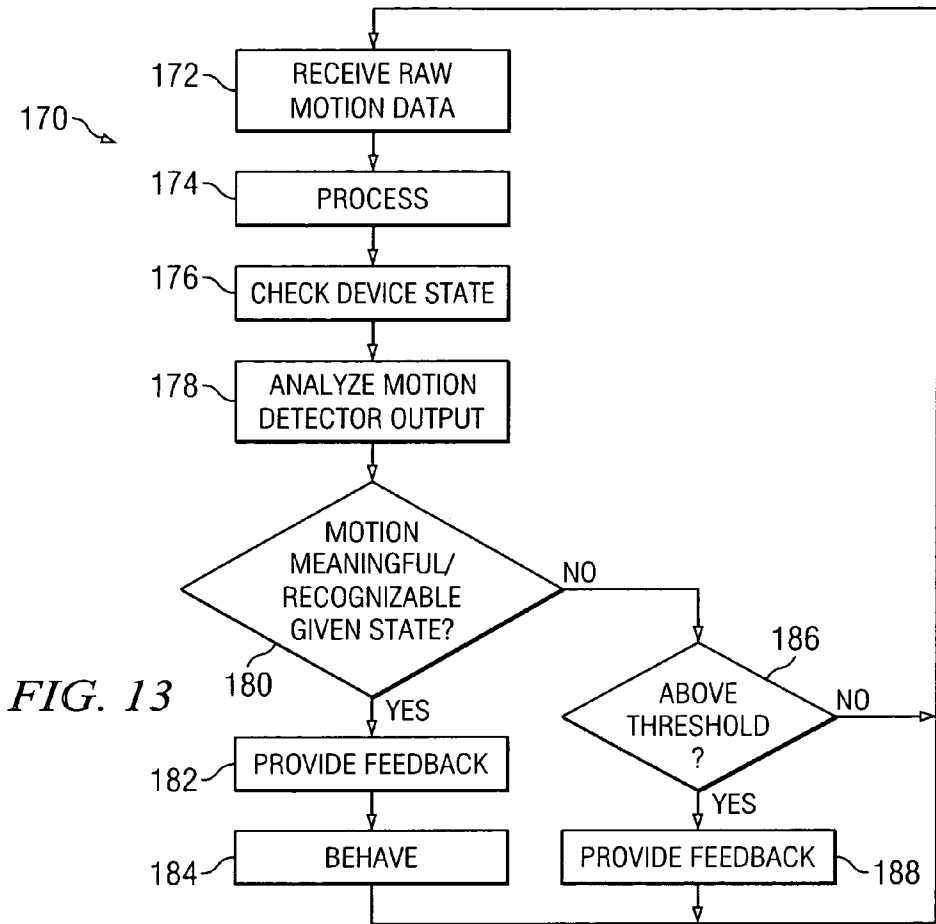 172
RECEIVE RAW
MOTION DATA
170
174
PROCESS
176
CHECK DEVICE STATE
178
ANALYZE MOTION
DETECTOR OUTPUT
MOTION
MEANINGFUL/
RECOGNIZABLE
GIVEN STATE?
NO
180
186
ABOVE
THRESHOLD
?
NO
FIG. 13
YES
182
PROVIDE FEEDBACK
YES
184
BEHAVE
PROVIDE FEEDBACK
188